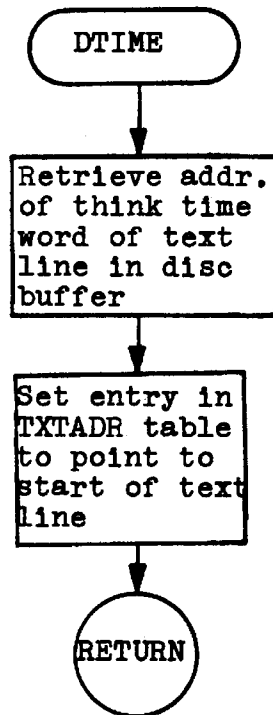 DTIME
Retrieve addr.
of think time
word of text
line in disc
buffer
Set entry in
TXTADR table
to point to
start of text
line
RETURN